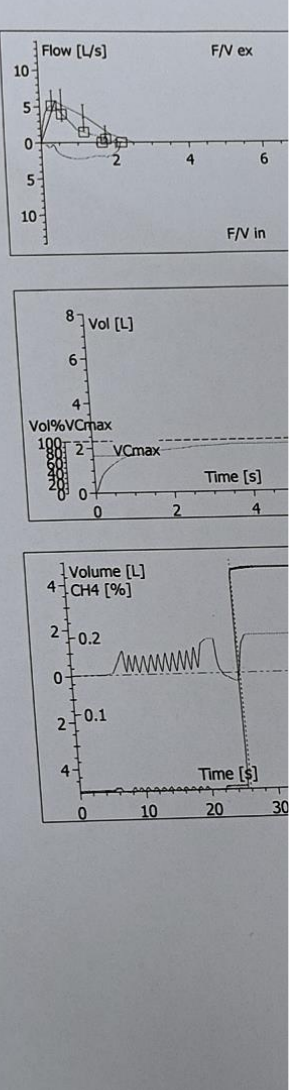 Flow [L/s] F/V ex
10
5
0
2 4 6
5
10
F/V in
8 Vol [L]
6
4
Vol%VCmax
100
80 2 VCmax
60
40
20 Time [s]
0 0
0 2 4
Volume [L]
4 CH4 [%]
2 0.2
0
2 0.1
4 Time [s]
0 10 20 30